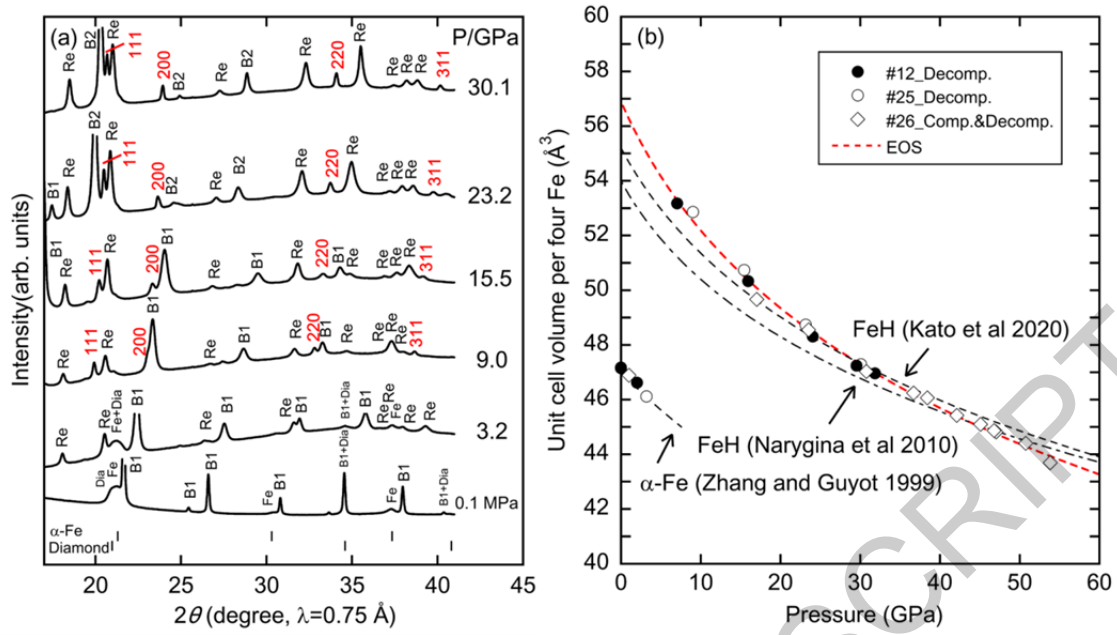 (a)
P/GPa
Re B2 111 Re 200 B2 Re B2 Re 220 Re Re Re Re 311
30.1
B1 Re B2 111 Re 200 B2 Re B2 Re 220 Re Re Re Re 311
23.2
B1 Re 111 Re 200 B1 Re B1 Re 220 B1 Re Re Re Re 311
15.5
Re 111 Re 200 B1 Re B1 Re 220 B1 Re Re Re 311
9.0
Re Re Fe+Dia B1 Re B1 Re B1 B1+Dia B1 Re Re Fe Re
3.2
Dia Fe B1 B1 Re Fe B1 B1+Dia Fe B1 B1+Dia
0.1 MPa
α-Fe
Diamond
20 25 30 35 40 45
2θ (degree, λ=0.75 Å)
Intensity(arb. units)
(b)
#12_Decomp.
#25_Decomp.
#26_Comp.&Decomp.
EOS
FeH (Kato et al 2020)
FeH (Narygina et al 2010)
α-Fe (Zhang and Guyot 1999)
60
58
56
54
52
50
48
46
44
42
40
0 10 20 30 40 50 60
Pressure (GPa)
Unit cell volume per four Fe (Å³)
SCRIPT